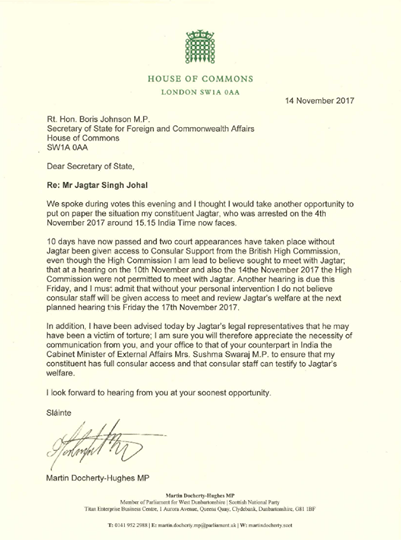 HOUSE OF COMMONS
LONDON SW1A 0AA
14 November 2017
Rt. Hon. Boris Johnson M.P.
Secretary of State for Foreign and Commonwealth Affairs
House of Commons
SW1A 0AA
Dear Secretary of State,
Re: Mr Jagtar Singh Johal
We spoke during votes this evening and I thought I would take another opportunity to
put on paper the situation my constituent Jagtar, who was arrested on the 4th
November 2017 around 15.15 India Time now faces.
10 days have now passed and two court appearances have taken place without
Jagtar been given access to Consular Support from the British High Commission,
even though the High Commission I am lead to believe sought to meet with Jagtar;
that at a hearing on the 10th November and also the 14the November 2017 the High
Commission were not permitted to meet with Jagtar. Another hearing is due this
Friday, and I must admit that without your personal intervention I do not believe
consular staff will be given access to meet and review Jagtar's welfare at the next
planned hearing this Friday the 17th November 2017.
In addition, I have been advised today by Jagtar's legal representatives that he may
have been a victim of torture; I am sure you will therefore appreciate the necessity of
communication from you, and your office to that of your counterpart in India the
Cabinet Minister of External Affairs Mrs. Sushma Swaraj M.P. to ensure that my
constituent has full consular access and that consular staff can testify to Jagtar's
welfare.
I look forward to hearing from you at your soonest opportunity.
Sláinte
Martin Docherty-Hughes MP
Martin Docherty-Hughes MP
Member of Parliament for West Dunbartonshire | Scottish National Party
Titan Enterprise Business Centre, 1 Aurora Avenue, Queens Quay, Clydebank, Dunbartonshire, G81 1BF
T: 0141 952 2988 | E: martin.docherty.mp@parliament.uk | W: martindocherty.scot